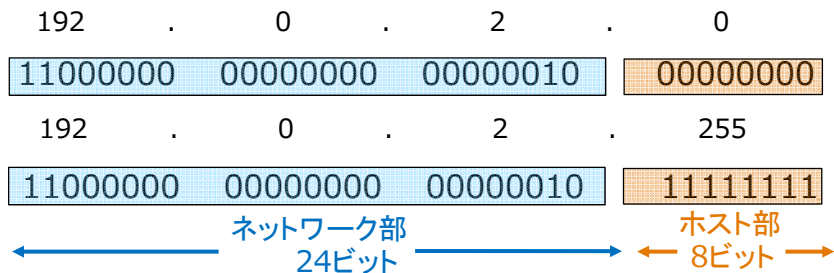 192 . 0 . 2 . 0
11000000 00000000 00000010 00000000
192 . 0 . 2 . 255
11000000 00000000 00000010 11111111
ネットワーク部 ホスト部
24ビット 8ビット